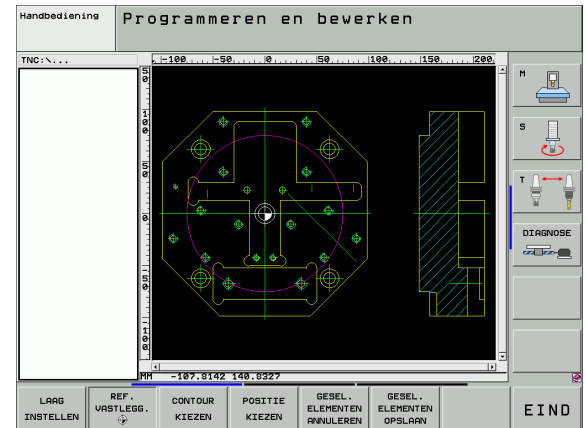 Handbediening
Programmeren en bewerken
TNC:\...
-100 -50 0 50 100 150 200
50
100
50
0
-50
-100
M
S
T
DIAGNOSE
MM -107.8142 140.8327
LAAG INSTELLEN
REF. VASTLEGG.
CONTOUR KIEZEN
POSITIE KIEZEN
GESEL. ELEMENTEN ANNULEREN
GESEL. ELEMENTEN OPSLAAN
EIND